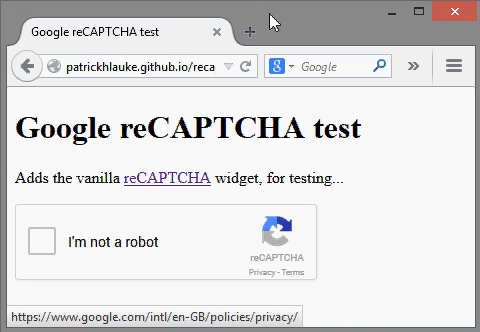 Google reCAPTCHA test
patrickhlauke.github.io/reca
Google
Google reCAPTCHA test
Adds the vanilla reCAPTCHA widget, for testing...
I'm not a robot
reCAPTCHA
Privacy - Terms
https://www.google.com/intl/en-GB/policies/privacy/